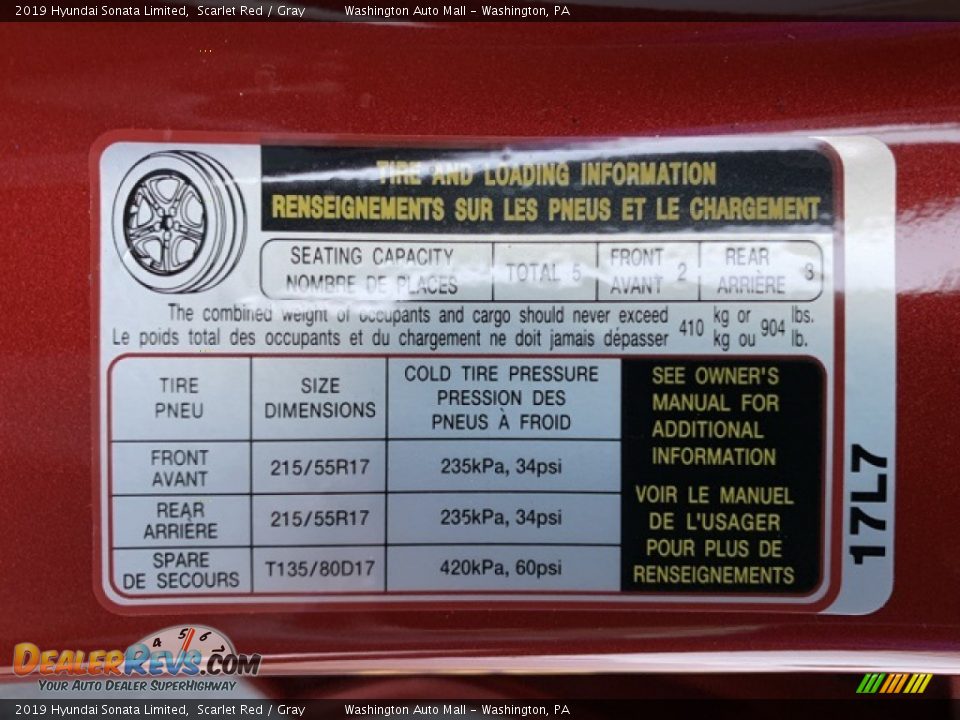 2019 Hyundai Sonata Limited, Scarlet Red / Gray Washington Auto Mall - Washington, PA
TIRE AND LOADING INFORMATION
RENSEIGNEMENTS SUR LES PNEUS ET LE CHARGEMENT
SEATING CAPACITY
NOMBRE DE PLACES
TOTAL 5
FRONT
AVANT 2
REAR
ARRIÈRE 3
The combined weight of occupants and cargo should never exceed 410 kg or 904 lbs.
Le poids total des occupants et du chargement ne doit jamais dépasser kg ou lb.
TIRE
PNEU
SIZE
DIMENSIONS
COLD TIRE PRESSURE
PRESSION DES
PNEUS À FROID
FRONT
AVANT
215/55R17
235kPa, 34psi
REAR
ARRIÈRE
215/55R17
235kPa, 34psi
SPARE
DE SECOURS
T135/80D17
420kPa, 60psi
SEE OWNER'S
MANUAL FOR
ADDITIONAL
INFORMATION
VOIR LE MANUEL
DE L'USAGER
POUR PLUS DE
RENSEIGNEMENTS
17L7
4 5 6 7
DEALERREVS.COM
YOUR AUTO DEALER SUPERHIGHWAY
2019 Hyundai Sonata Limited, Scarlet Red / Gray Washington Auto Mall - Washington, PA